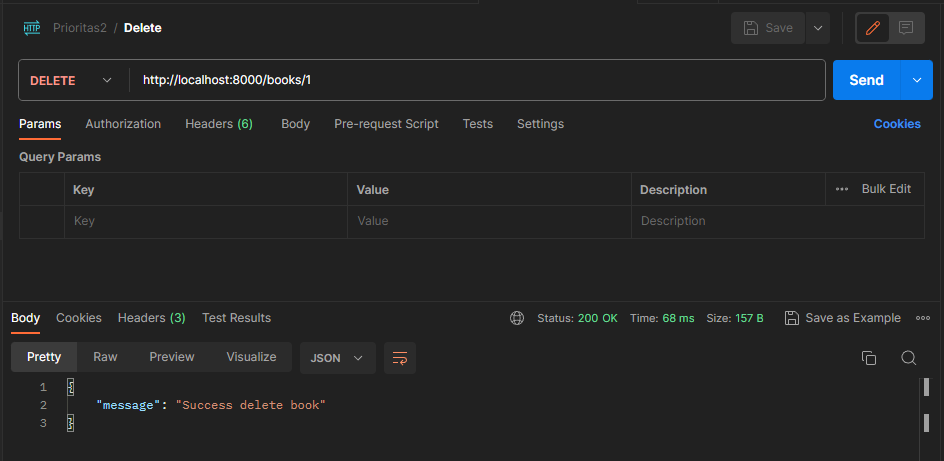 HTTP Prioritas2 / Delete Save
DELETE http://localhost:8000/books/1 Send
Params Authorization Headers (6) Body Pre-request Script Tests Settings Cookies
Query Params
Key Value Description ••• Bulk Edit
Key Value Description
Body Cookies Headers (3) Test Results Status: 200 OK Time: 68 ms Size: 157 B Save as Example •••
Pretty Raw Preview Visualize JSON
1 {
2 "message": "Success delete book"
3 }